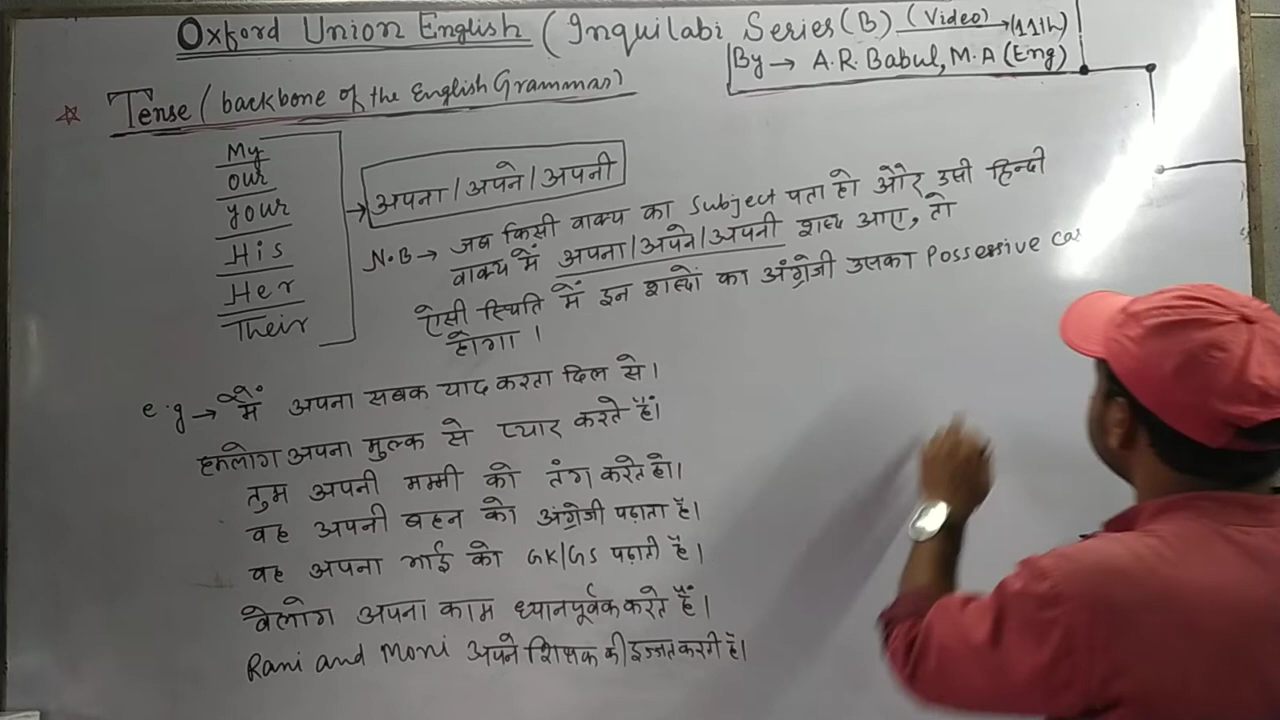 Oxford Union English (Inquilabi Series (B) (Video) → (11th)
By → A.R. Babul, M.A (Eng)
Tense (backbone of the English Grammar)
My
our
your
His
Her
Their
अपना/अपने/अपनी
N.B → जब किसी वाक्य का Subject पता हो और उसी हिन्दी
वाक्य में अपना/अपने/अपनी शब्द आए, तो
ऐसी स्थिति में इन शब्दों का अंग्रेजी उसका Possessive
होगा ।
e.g → मैं अपना सबक याद करता दिल से।
हमलोग अपना मुल्क से प्यार करते हैं।
तुम अपनी मम्मी को तंग करते हो।
वह अपनी बहन को अंग्रेजी पढ़ाता है।
वह अपना भाई को GK/GS पढ़ाती है।
वेलोग अपना काम ध्यानपूर्वक करते हैं।
Rani and Moni अपने शिक्षक की इज्जत करती है।